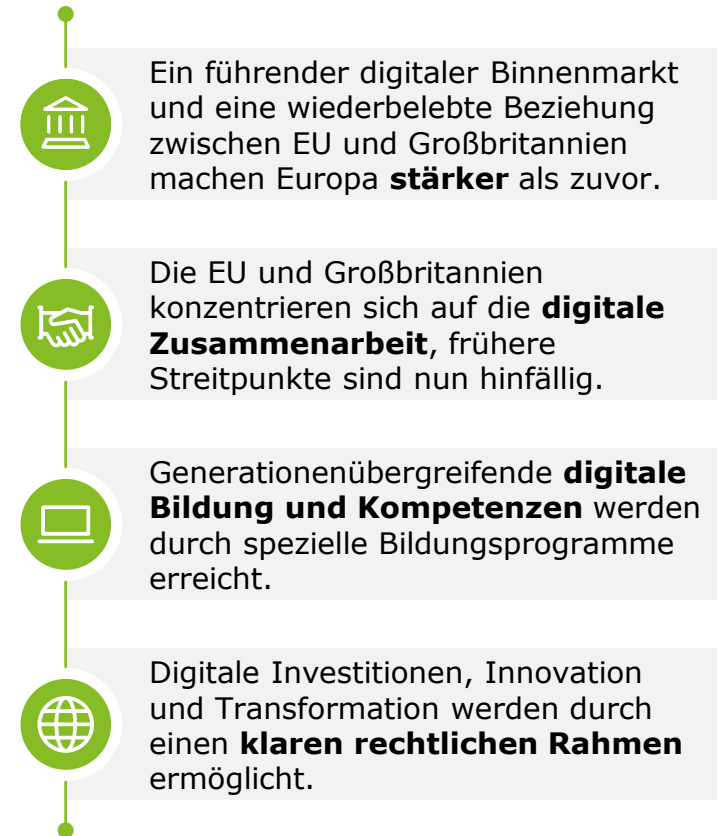 Ein führender digitaler Binnenmarkt
und eine wiederbelebte Beziehung
zwischen EU und Großbritannien
machen Europa stärker als zuvor.
Die EU und Großbritannien
konzentrieren sich auf die digitale
Zusammenarbeit, frühere
Streitpunkte sind nun hinfällig.
Generationenübergreifende digitale
Bildung und Kompetenzen werden
durch spezielle Bildungsprogramme
erreicht.
Digitale Investitionen, Innovation
und Transformation werden durch
einen klaren rechtlichen Rahmen
ermöglicht.